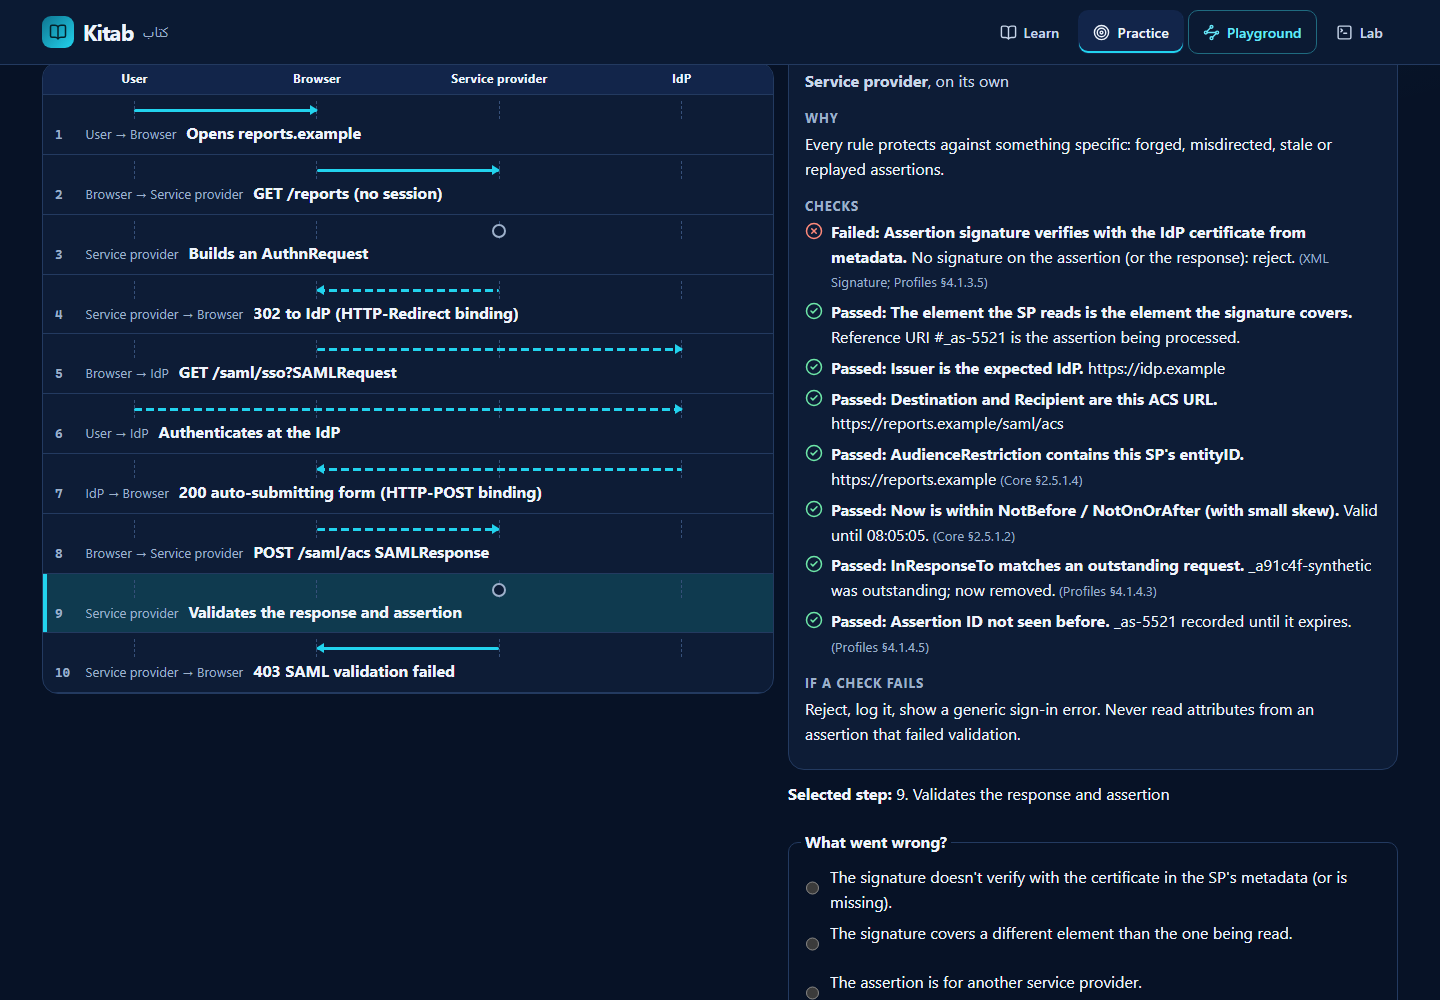 Kitab كتاب
Learn
Practice
Playground
Lab
User
Browser
Service provider
IdP
1 User → Browser Opens reports.example
2 Browser → Service provider GET /reports (no session)
3 Service provider Builds an AuthnRequest
4 Service provider → Browser 302 to IdP (HTTP-Redirect binding)
5 Browser → IdP GET /saml/sso?SAMLRequest
6 User → IdP Authenticates at the IdP
7 IdP → Browser 200 auto-submitting form (HTTP-POST binding)
8 Browser → Service provider POST /saml/acs SAMLResponse
9 Service provider Validates the response and assertion
10 Service provider → Browser 403 SAML validation failed
Service provider, on its own
WHY
Every rule protects against something specific: forged, misdirected, stale or
replayed assertions.
CHECKS
Failed: Assertion signature verifies with the IdP certificate from
metadata. No signature on the assertion (or the response): reject. (XML
Signature; Profiles §4.1.3.5)
Passed: The element the SP reads is the element the signature covers.
Reference URI #_as-5521 is the assertion being processed.
Passed: Issuer is the expected IdP. https://idp.example
Passed: Destination and Recipient are this ACS URL.
https://reports.example/saml/acs
Passed: AudienceRestriction contains this SP's entityID.
https://reports.example (Core §2.5.1.4)
Passed: Now is within NotBefore / NotOnOrAfter (with small skew). Valid
until 08:05:05. (Core §2.5.1.2)
Passed: InResponseTo matches an outstanding request. _a91c4f-synthetic
was outstanding; now removed. (Profiles §4.1.4.3)
Passed: Assertion ID not seen before. _as-5521 recorded until it expires.
(Profiles §4.1.4.5)
IF A CHECK FAILS
Reject, log it, show a generic sign-in error. Never read attributes from an
assertion that failed validation.
Selected step: 9. Validates the response and assertion
What went wrong?
The signature doesn't verify with the certificate in the SP's metadata (or is
missing).
The signature covers a different element than the one being read.
The assertion is for another service provider.